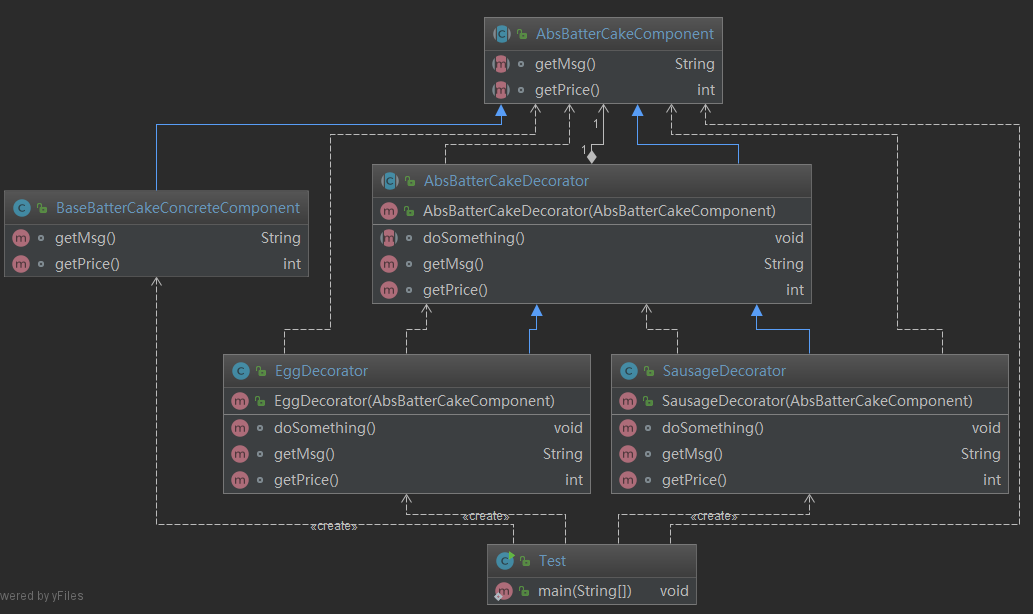 AbsBatterCakeComponent
getMsg() String
getPrice() int
1
1
AbsBatterCakeDecorator
AbsBatterCakeDecorator(AbsBatterCakeComponent)
doSomething() void
getMsg() String
getPrice() int
BaseBatterCakeConcreteComponent
getMsg() String
getPrice() int
EggDecorator
EggDecorator(AbsBatterCakeComponent)
doSomething() void
getMsg() String
getPrice() int
SausageDecorator
SausageDecorator(AbsBatterCakeComponent)
doSomething() void
getMsg() String
getPrice() int
«create»
«create»
«create»
Test
main(String[]) void
wered by yFiles